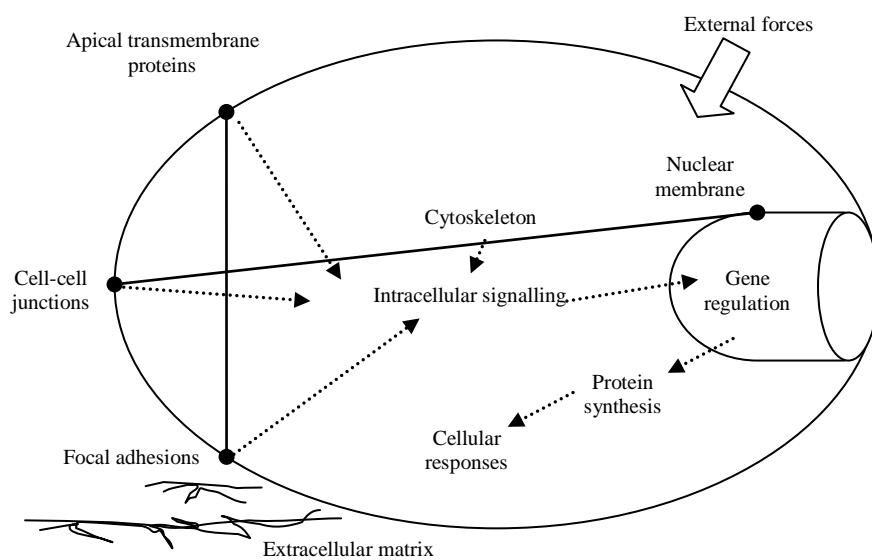 External forces
Apical transmembrane
proteins
Nuclear
membrane
Cytoskeleton
Cell-cell
junctions
Intracellular signalling
Gene
regulation
Protein
synthesis
Cellular
responses
Focal adhesions
Extracellular matrix